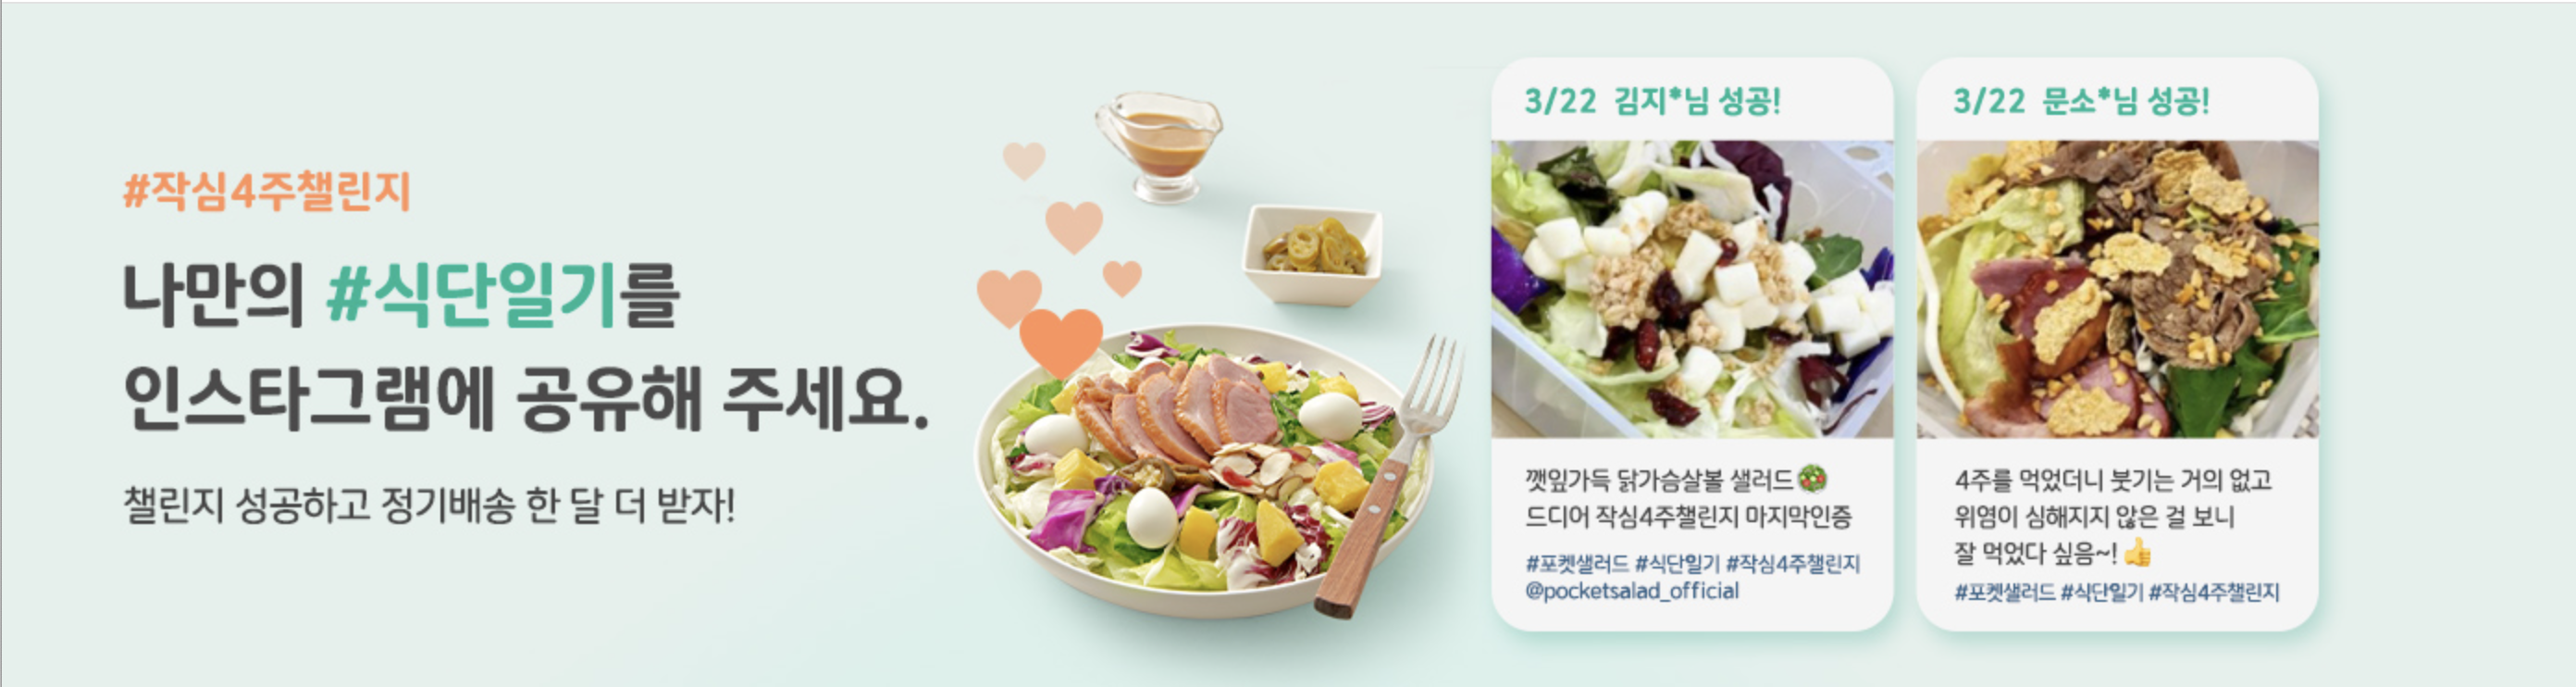 #작심4주챌린지
나만의 #식단일기를
인스타그램에 공유해 주세요.
챌린지 성공하고 정기배송 한 달 더 받자!
3/22 김지*님 성공!
깻잎가득 닭가슴살볼 샐러드🥗
드디어 작심4주챌린지 마지막인증
#포켓샐러드 #식단일기 #작심4주챌린지
@pocketsalad_official
3/22 문소*님 성공!
4주를 먹었더니 붓기는 거의 없고
위염이 심해지지 않은 걸 보니
잘 먹었다 싶음~!👍
#포켓샐러드 #식단일기 #작심4주챌린지